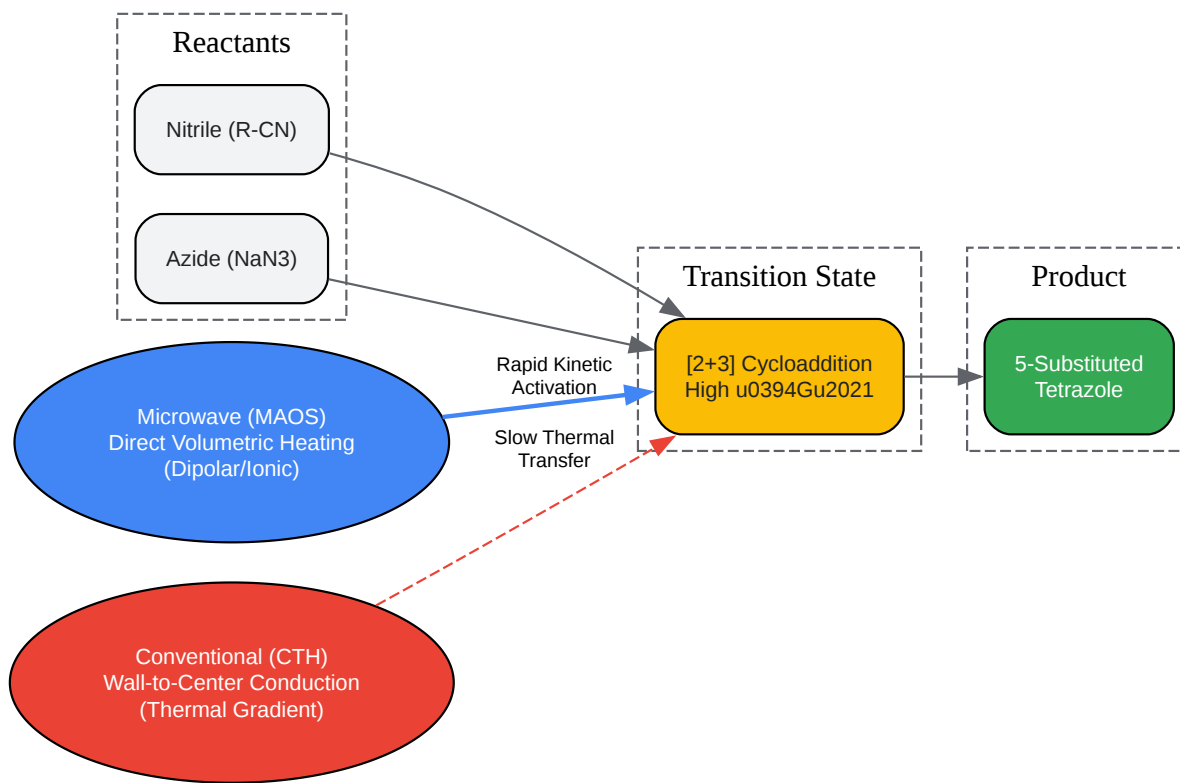 Reactants
Nitrile (R-CN)
Azide (NaN3)
Transition State
[2+3] Cycloaddition
High u0394Gu2021
Product
5-Substituted
Tetrazole
Rapid Kinetic
Activation
Microwave (MAOS)
Direct Volumetric Heating
(Dipolar/Ionic)
Slow Thermal
Transfer
Conventional (CTH)
Wall-to-Center Conduction
(Thermal Gradient)